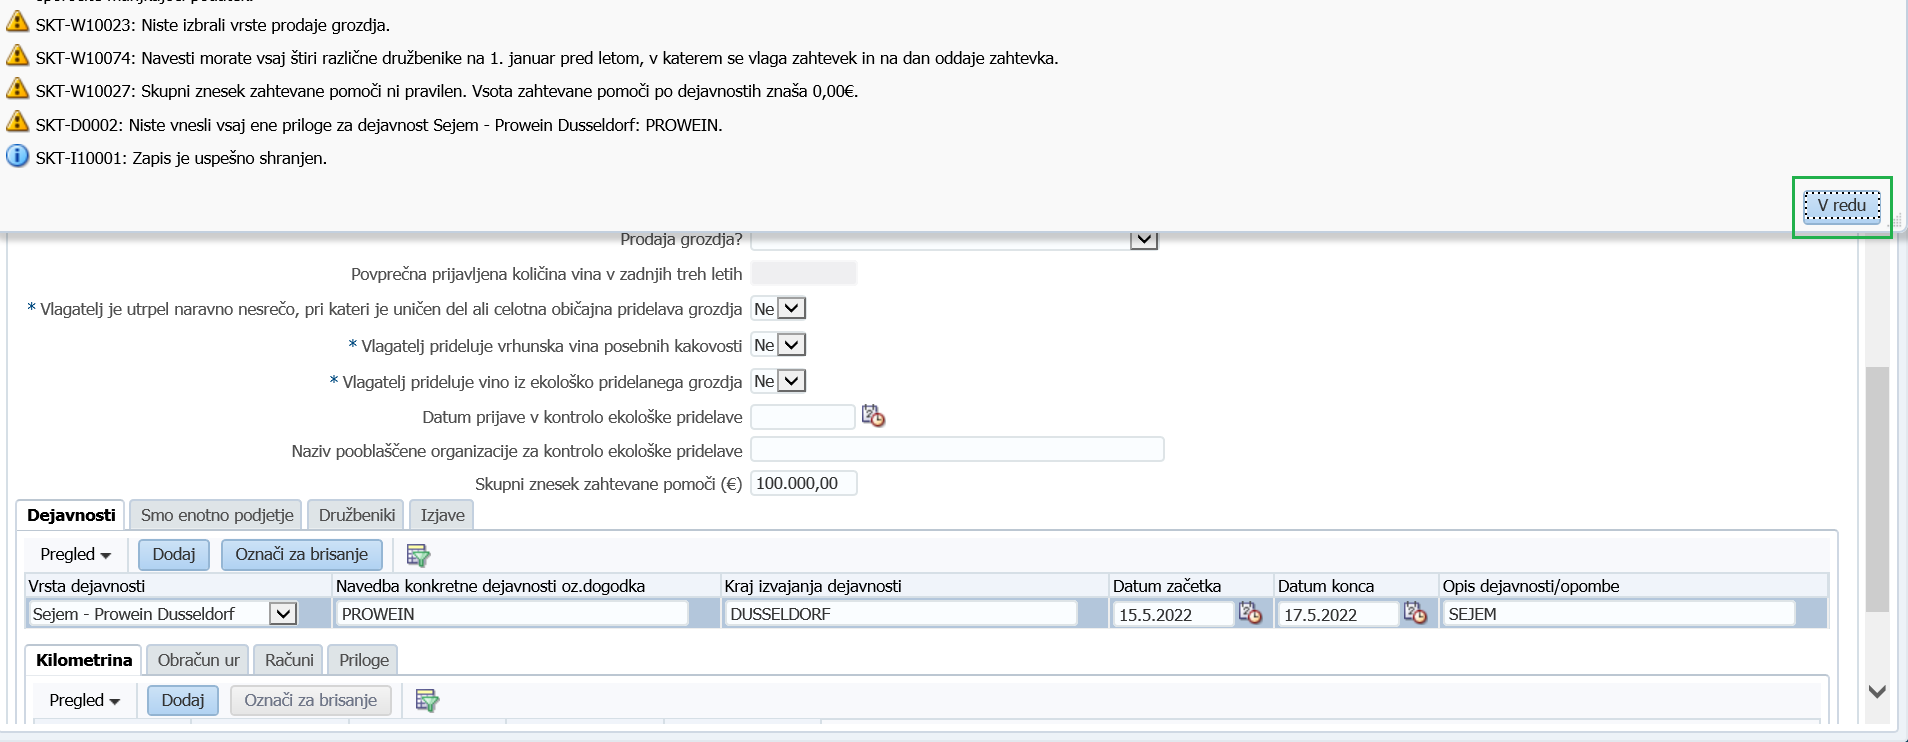 SKT-W10023: Niste izbrali vrste prodaje grozdja.
SKT-W10074: Navesti morate vsaj štiri različne družbenike na 1. januar pred letom, v katerem se vlaga zahtevek in na dan oddaje zahtevka.
SKT-W10027: Skupni znesek zahtevane pomoči ni pravilen. Vsota zahtevane pomoči po dejavnostih znaša 0,00€.
SKT-D0002: Niste vnesli vsaj ene priloge za dejavnost Sejem - Prowein Dusseldorf: PROWEIN.
SKT-I10001: Zapis je uspešno shranjen.
V redu
Prodaja grozdja?
Povprečna prijavljena količina vina v zadnjih treh letih
* Vlagatelj je utrpel naravno nesrečo, pri kateri je uničen del ali celotna običajna pridelava grozdja Ne
* Vlagatelj prideluje vrhunska vina posebnih kakovosti Ne
* Vlagatelj prideluje vino iz ekološko pridelanega grozdja Ne
Datum prijave v kontrolo ekološke pridelave
Naziv pooblaščene organizacije za kontrolo ekološke pridelave
Skupni znesek zahtevane pomoči (€) 100.000,00
Dejavnosti Smo enotno podjetje Družbeniki Izjave
Pregled Dodaj Označi za brisanje
Vrsta dejavnosti Navedba konkretne dejavnosti oz.dogodka Kraj izvajanja dejavnosti Datum začetka Datum konca Opis dejavnosti/opombe
Sejem - Prowein Dusseldorf PROWEIN DUSSELDORF 15.5.2022 17.5.2022 SEJEM
Kilometrina Obračun ur Računi Priloge
Pregled Dodaj Označi za brisanje